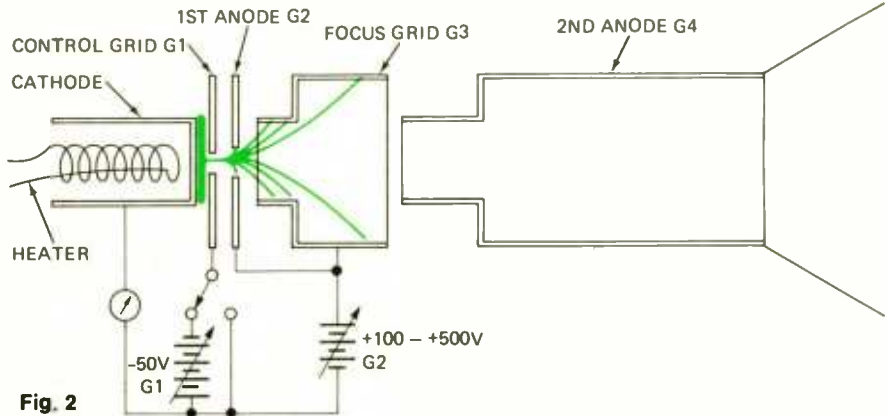 1ST ANODE G2
CONTROL GRID G1
FOCUS GRID G3
2ND ANODE G4
CATHODE
HEATER
-50V
G1
+100 – +500V
G2
Fig. 2